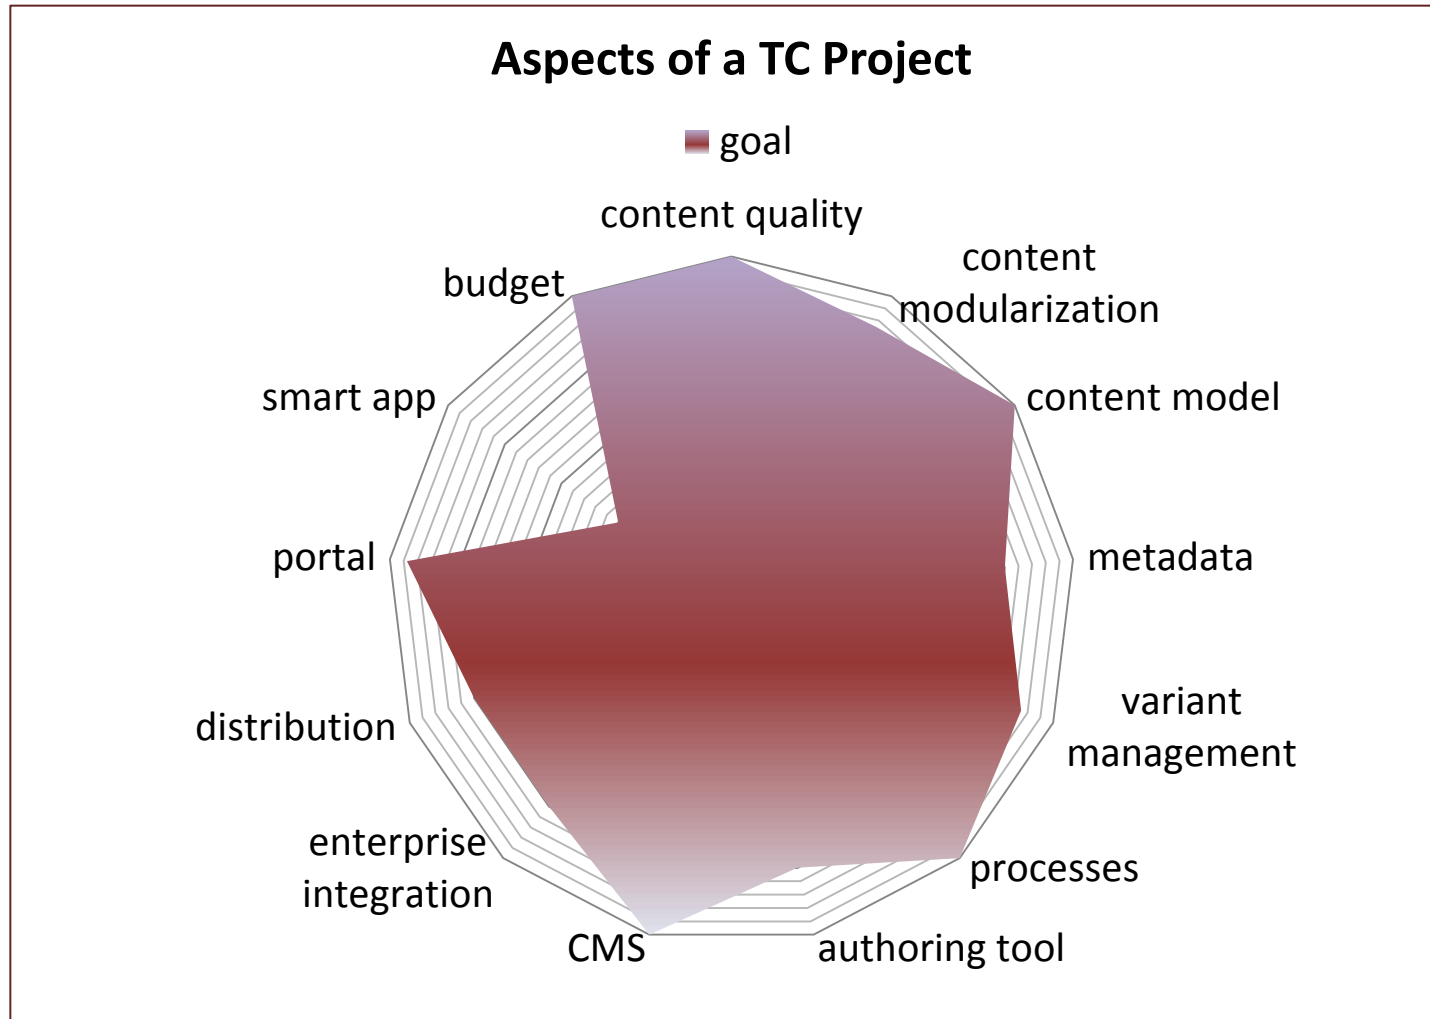 Aspects of a TC Project
goal
content quality
content
modularization
content model
metadata
variant
management
processes
authoring tool
CMS
enterprise
integration
distribution
portal
smart app
budget